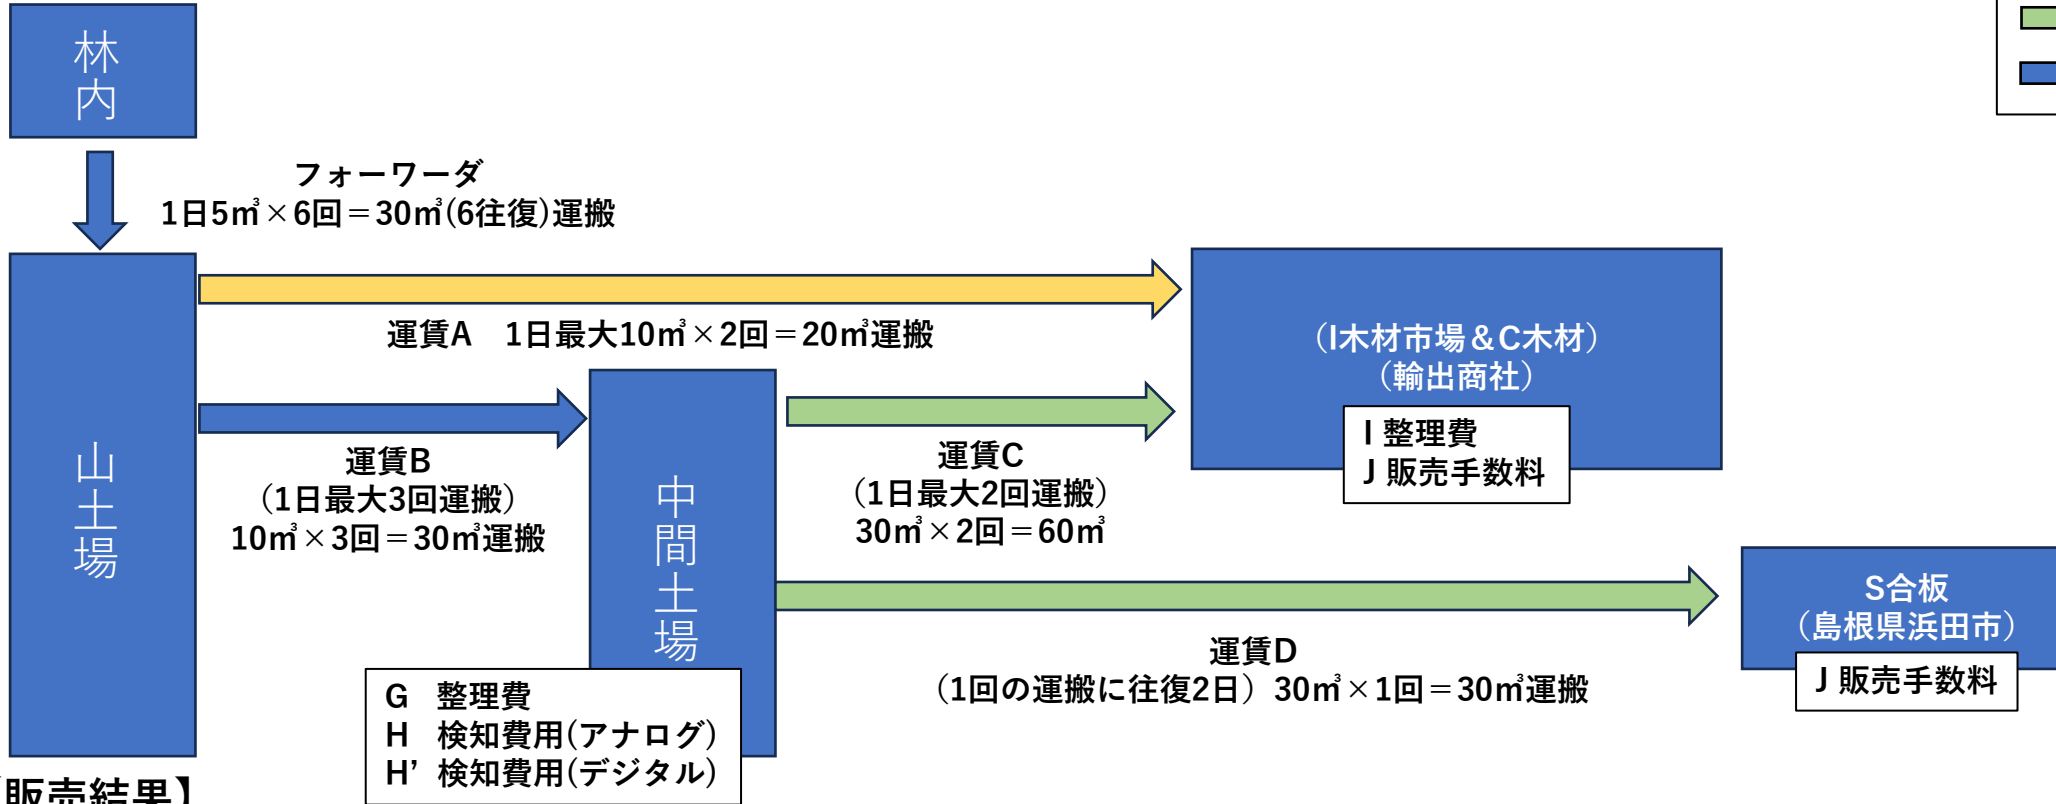 林内
フォーワーダ
1日5㎥×6回＝30㎥(6往復)運搬
山土場
運賃A　1日最大10㎥×2回＝20㎥運搬
（I木材市場＆C木材）
（輸出商社）
I 整理費
J 販売手数料
運賃B
（1日最大3回運搬）
10㎥×3回＝30㎥運搬
中間土場
運賃C
（1日最大2回運搬）
30㎥×2回＝60㎥
S合板
（島根県浜田市）
J 販売手数料
運賃D
（1回の運搬に往復2日）30㎥×1回＝30㎥運搬
G　整理費
H　検知費用(アナログ)
H’　検知費用(デジタル)
販売結果】